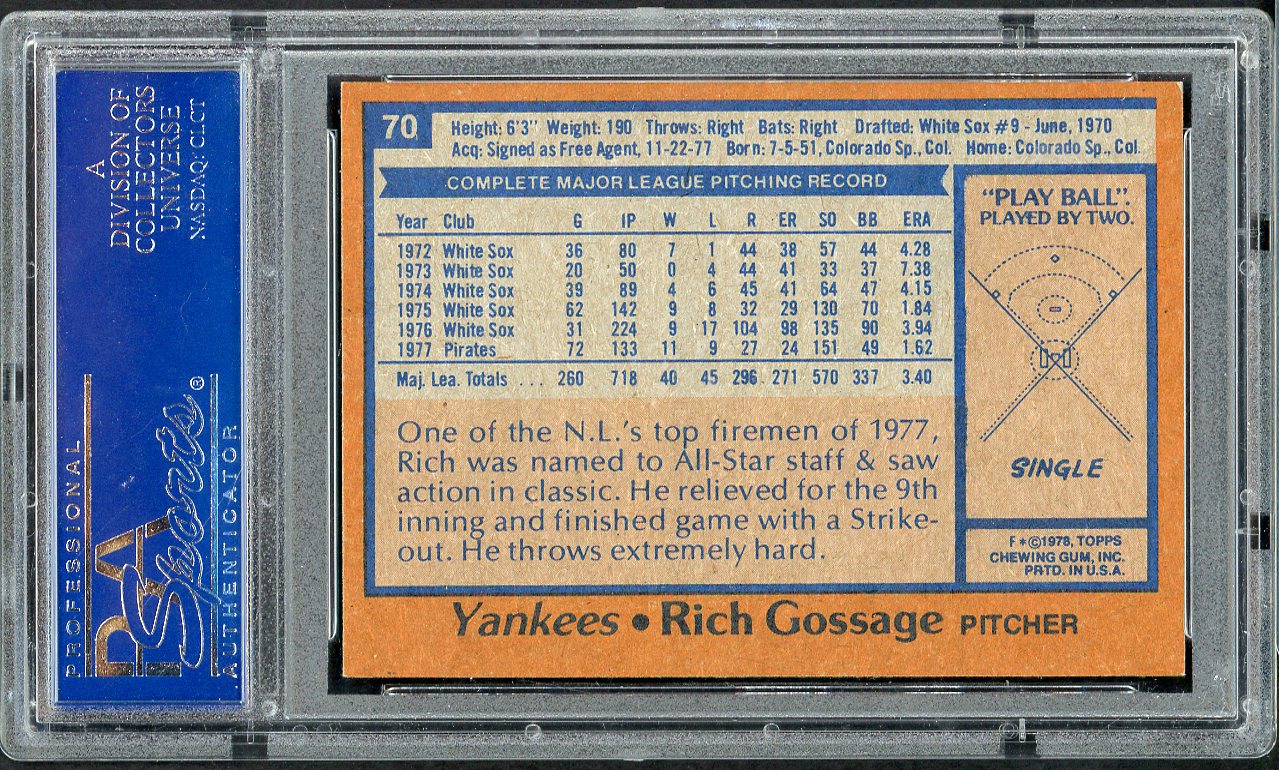 A
DIVISION OF
COLLECTORS
UNIVERSE
NASDAQ: CLCT
PROFESSIONAL
PSA
Sports®
AUTHENTICATOR
70
Height: 6'3" Weight: 190 Throws: Right Bats: Right Drafted: White Sox #9 - June, 1970
Acq: Signed as Free Agent, 11-22-77 Born: 7-5-51, Colorado Sp., Col. Home: Colorado Sp., Col.
COMPLETE MAJOR LEAGUE PITCHING RECORD
Year Club G IP W L R ER SO BB ERA
1972 White Sox 36 80 7 1 44 38 57 44 4.28
1973 White Sox 20 50 0 4 44 41 33 37 7.38
1974 White Sox 39 89 4 6 45 41 64 47 4.15
1975 White Sox 62 142 9 8 32 29 130 70 1.84
1976 White Sox 31 224 9 17 104 98 135 90 3.94
1977 Pirates 72 133 11 9 27 24 151 49 1.62
Maj. Lea. Totals ... 260 718 40 45 296 271 570 337 3.40
One of the N.L.'s top firemen of 1977,
Rich was named to All-Star staff & saw
action in classic. He relieved for the 9th
inning and finished game with a Strike-
out. He throws extremely hard.
"PLAY BALL".
PLAYED BY TWO.
SINGLE
F*©1978, TOPPS
CHEWING GUM, INC.
PRTD. IN U.S.A.
Yankees • Rich Gossage PITCHER